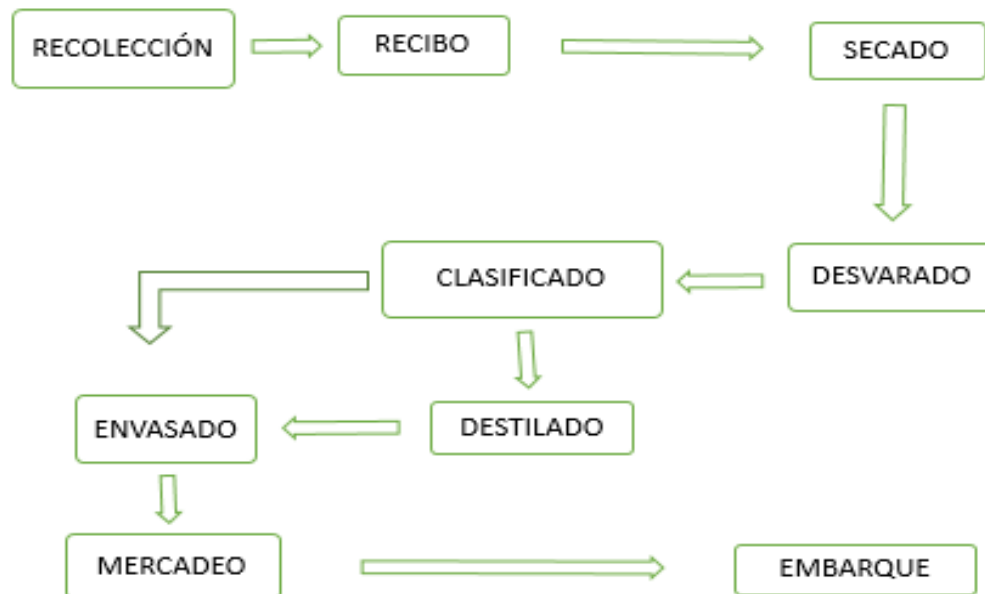 RECOLECCIÓN
RECIBO
SECADO
DESVARADO
CLASIFICADO
DESTILADO
ENVASADO
MERCADEO
EMBARQUE